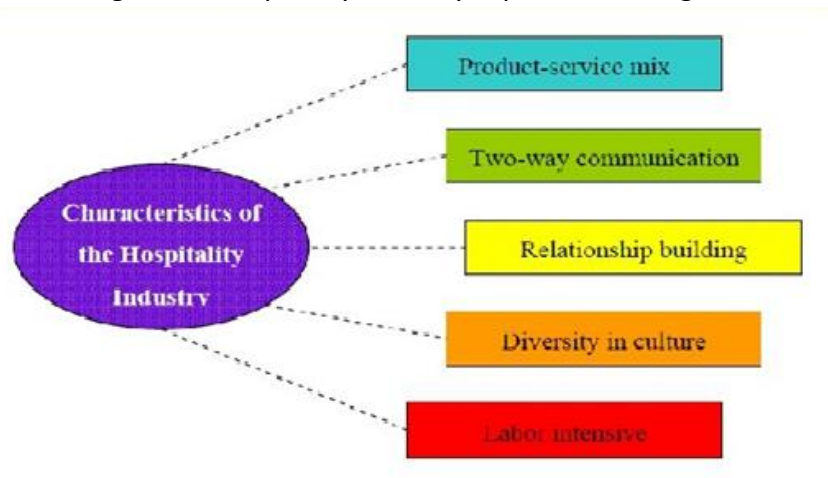 Characteristics of
the Hospitality
Industry
Product-service mix
Two-way communication
Relationship building
Diversity in culture
Labor intensive